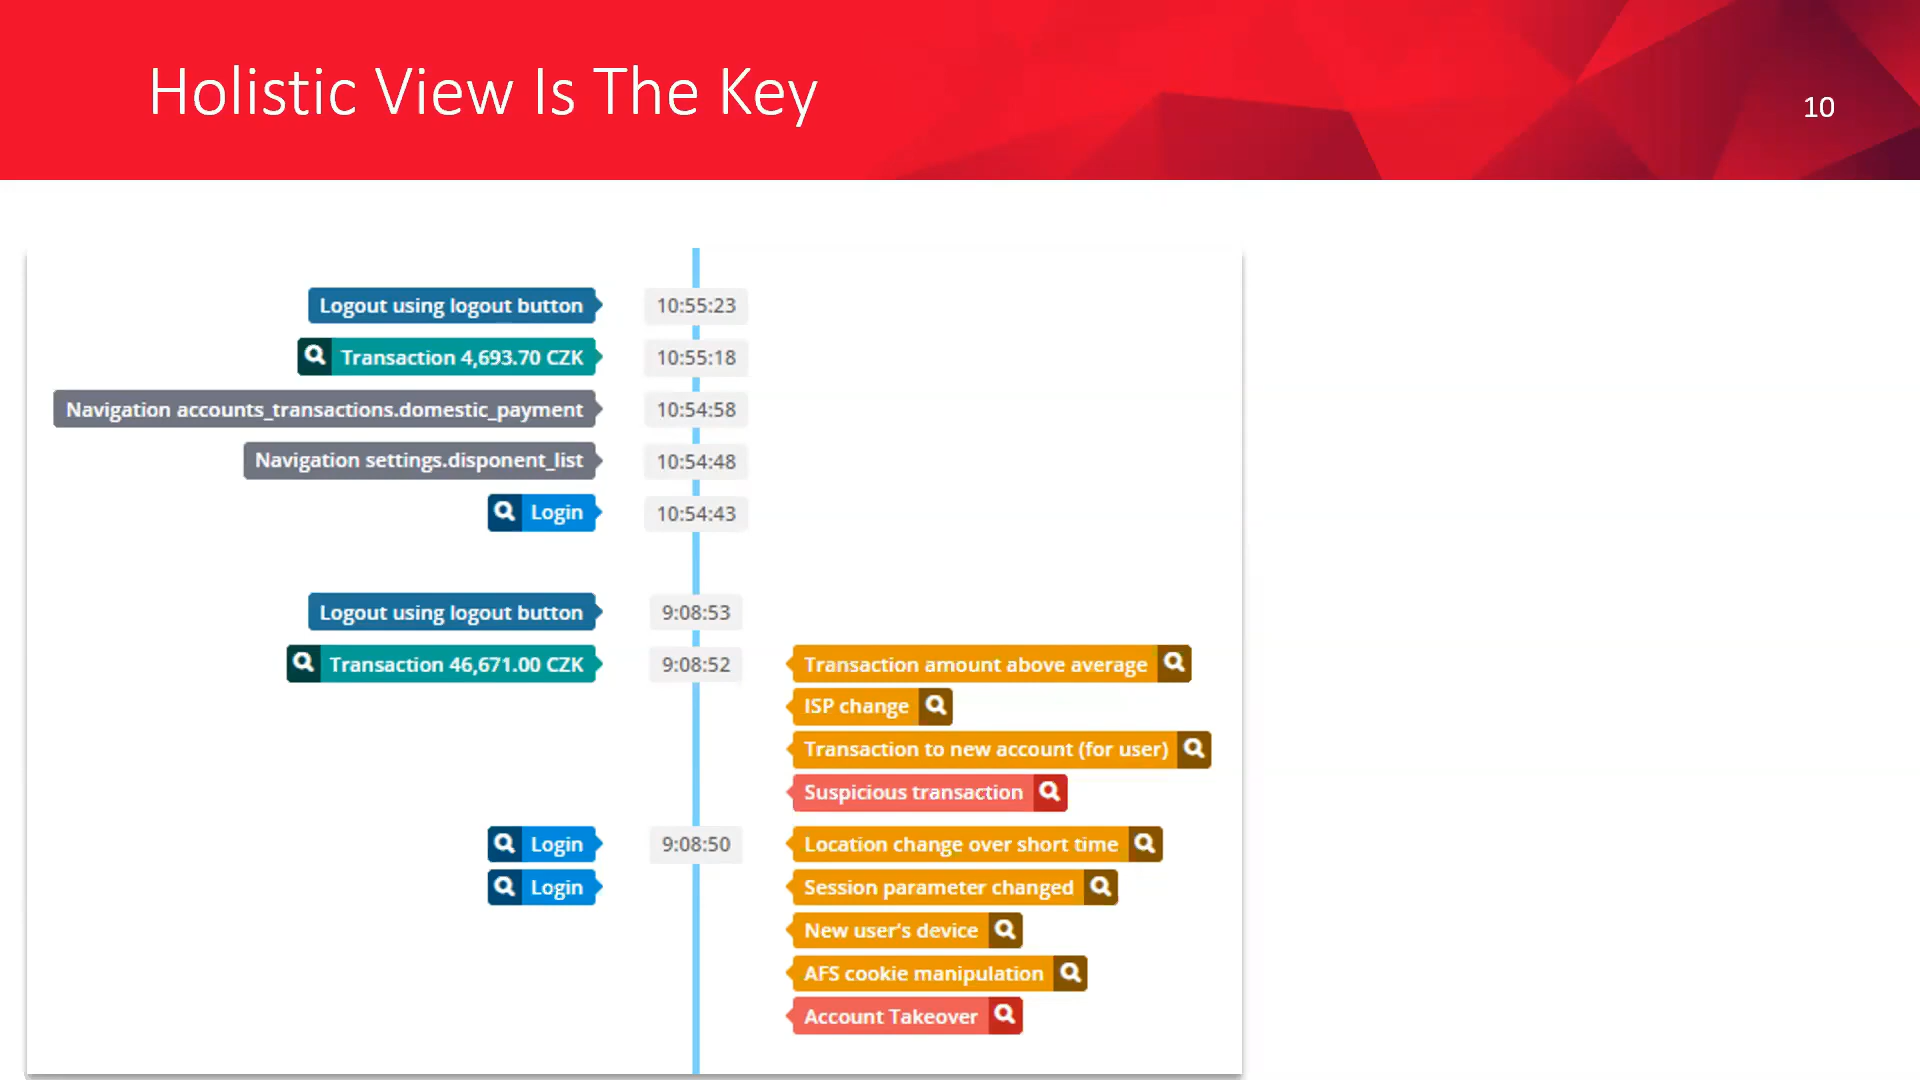 Holistic View Is The Key
10
Logout using logout button 10:55:23
Transaction 4,693.70 CZK 10:55:18
Navigation accounts_transactions.domestic_payment 10:54:58
Navigation settings.disponent_list 10:54:48
Login 10:54:43
Logout using logout button 9:08:53
Transaction 46,671.00 CZK 9:08:52 Transaction amount above average
ISP change
Transaction to new account (for user)
Suspicious transaction
Login 9:08:50 Location change over short time
Login Session parameter changed
New user's device
AFS cookie manipulation
Account Takeover